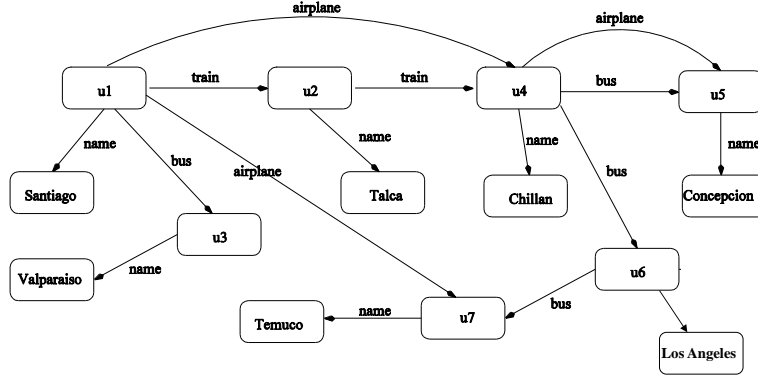 airplane
airplane
u1
train
u2
train
u4
bus
u5
name
bus
airplane
name
name
bus
name
Santiago
Talca
Chillan
Concepcion
u3
Valparaiso
name
u6
bus
Temuco
name
u7
Los Angeles